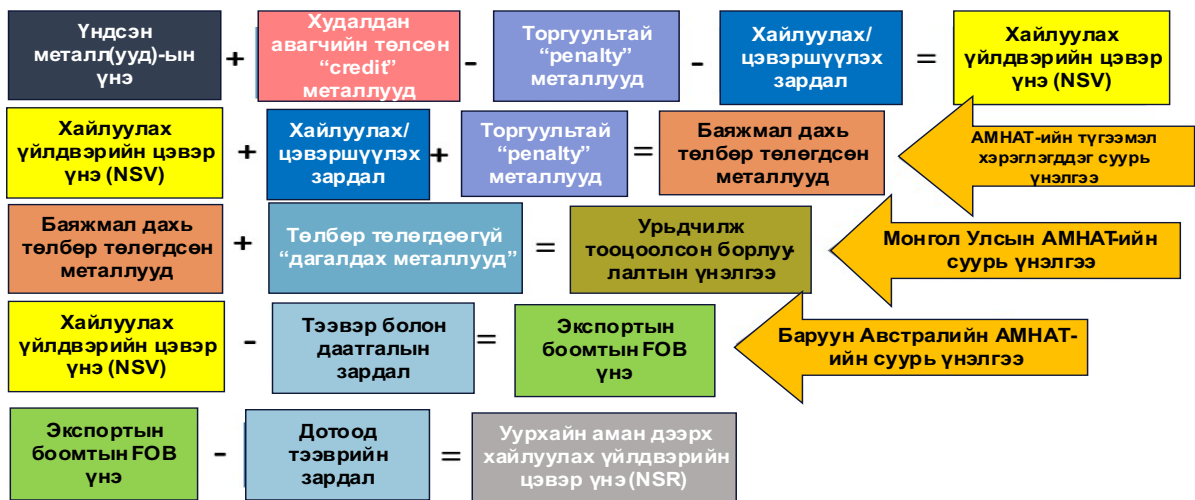 Үндсэн
металл(ууд)-ын
үнэ
+
Худалдан
авагчийн төлсөн
“credit”
металлууд
-
Торгуультай
“penalty”
металлууд
-
Хайлуулах/
цэвэршүүлэх
зардал
=
Хайлуулах
үйлдвэрийн цэвэр
үнэ (NSV)
Хайлуулах
үйлдвэрийн цэвэр
үнэ (NSV)
+
Хайлуулах/
цэвэршүүлэх
зардал
+
Торгуультай
“penalty”
металлууд
=
Баяжмал дахь
төлбөр төлөгдсөн
металлууд
АМНАТ-ийн түгээмэл
хэрэглэгддэг суурь
үнэлгээ
Баяжмал дахь
төлбөр төлөгдсөн
металлууд
+
Төлбөр төлөгдөөгүй
“дагалдах металлууд”
=
Урьдчилж
тооцоолсон борлуу-
лалтын үнэлгээ
Монгол Улсын АМНАТ-ийн
суурь үнэлгээ
Хайлуулах
үйлдвэрийн цэвэр
үнэ (NSV)
-
Тээвэр болон
даатгалын
зардал
=
Экспортын
боомтын FOB
үнэ
Баруун Австралийн АМНАТ-
ийн суурь үнэлгээ
Экспортын
боомтын FOB
үнэ
-
Дотоод
тээврийн
зардал
=
Уурхайн аман дээрх
хайлуулах үйлдвэрийн
цэвэр үнэ (NSR)